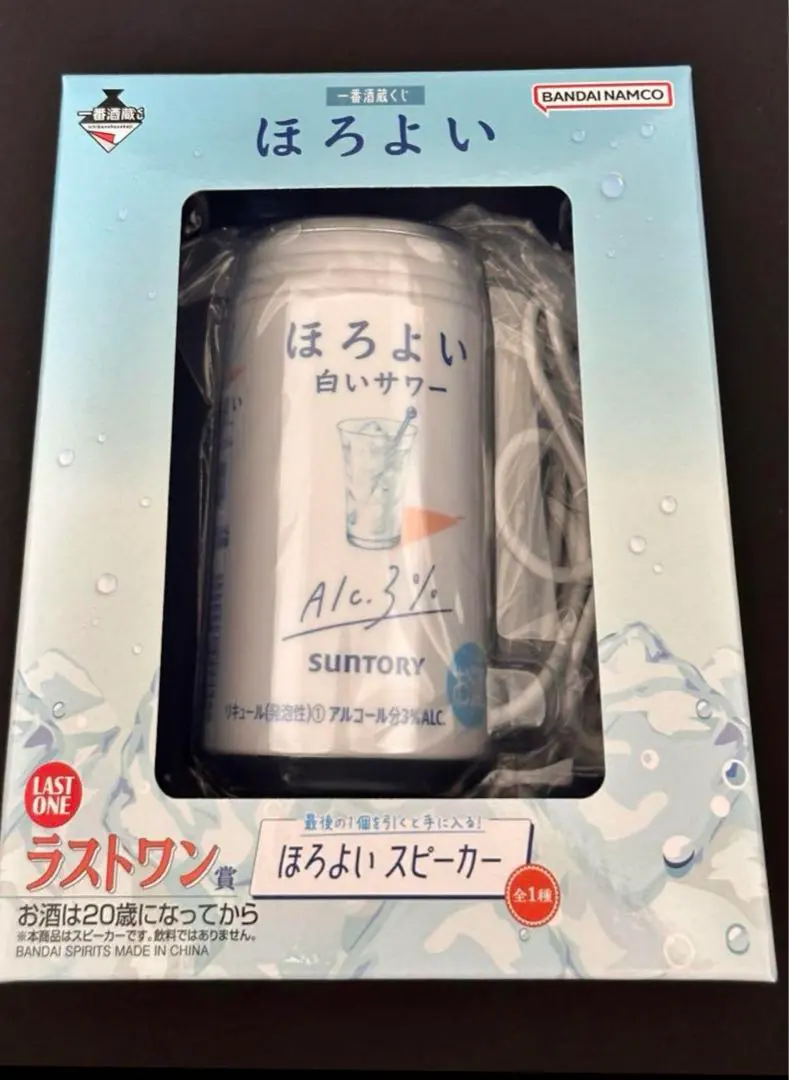 一番酒蔵くじ
BANDAI NAMCO
一番酒蔵
ほろよい
ほろよい
白いサワー
Alc.3%
SUNTORY
リキュール(発泡性)① アルコール分3%ALC.
LAST
ONE
ラストワン賞
最後の1個を引くと手に入る!
ほろよい スピーカー
全1種
お酒は20歳になってから
※本商品はスピーカーです。飲料ではありません。
BANDAI SPIRITS MADE IN CHINA